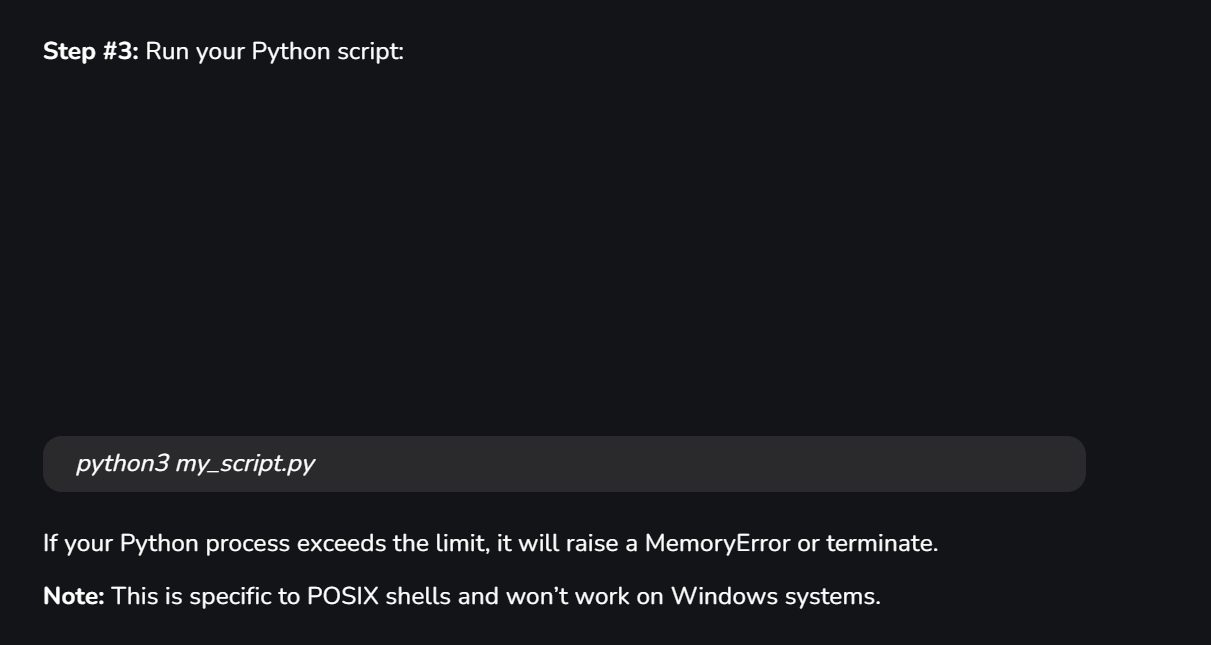 Step #3: Run your Python script:
python3 my_script.py
If your Python process exceeds the limit, it will raise a MemoryError or terminate.
Note: This is specific to POSIX shells and won’t work on Windows systems.